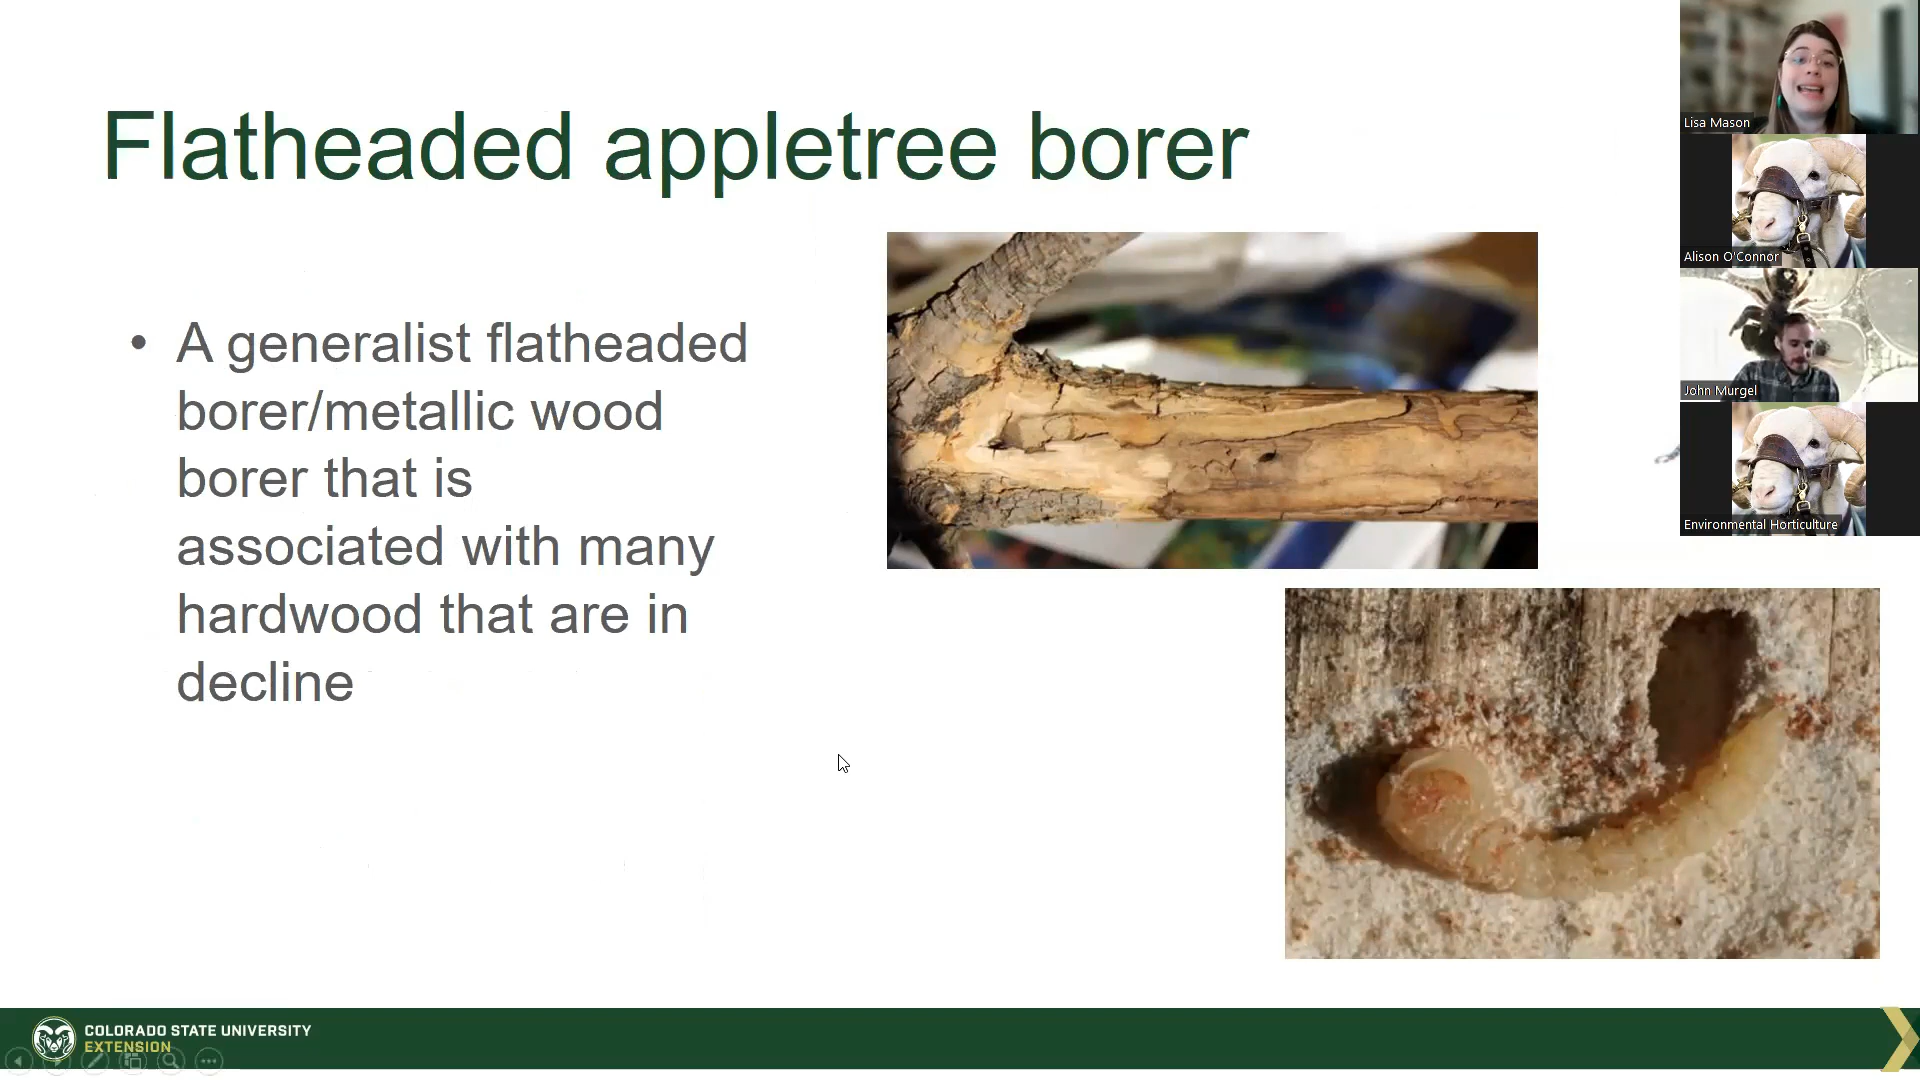 Flatheaded appletree borer
• A generalist flatheaded
borer/metallic wood
borer that is
associated with many
hardwood that are in
decline
Lisa Mason
Alison O'Connor
John Murgel
Environmental Horticulture
COLORADO STATE UNIVERSITY
EXTENSION